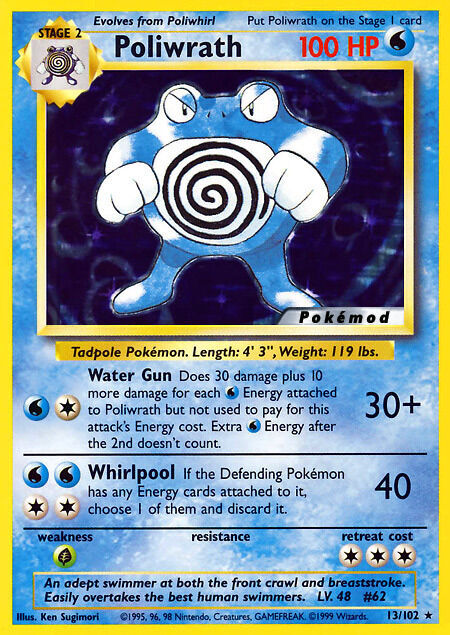 Evolves from Poliwhirl Put Poliwrath on the Stage 1 card
STAGE 2
Poliwrath 100 HP
Pokémod
Tadpole Pokémon. Length: 4' 3", Weight: 119 lbs.
Water Gun Does 30 damage plus 10
more damage for each Energy attached
to Poliwrath but not used to pay for this
attack's Energy cost. Extra Energy after
the 2nd doesn't count.
30+
Whirlpool If the Defending Pokémon
has any Energy cards attached to it,
choose 1 of them and discard it.
40
weakness resistance retreat cost
An adept swimmer at both the front crawl and breaststroke.
Easily overtakes the best human swimmers. LV. 48 #62
Illus. Ken Sugimori ©1995, 96, 98 Nintendo, Creatures, GAMEFREAK. ©1999 Wizards. 13/102 ★